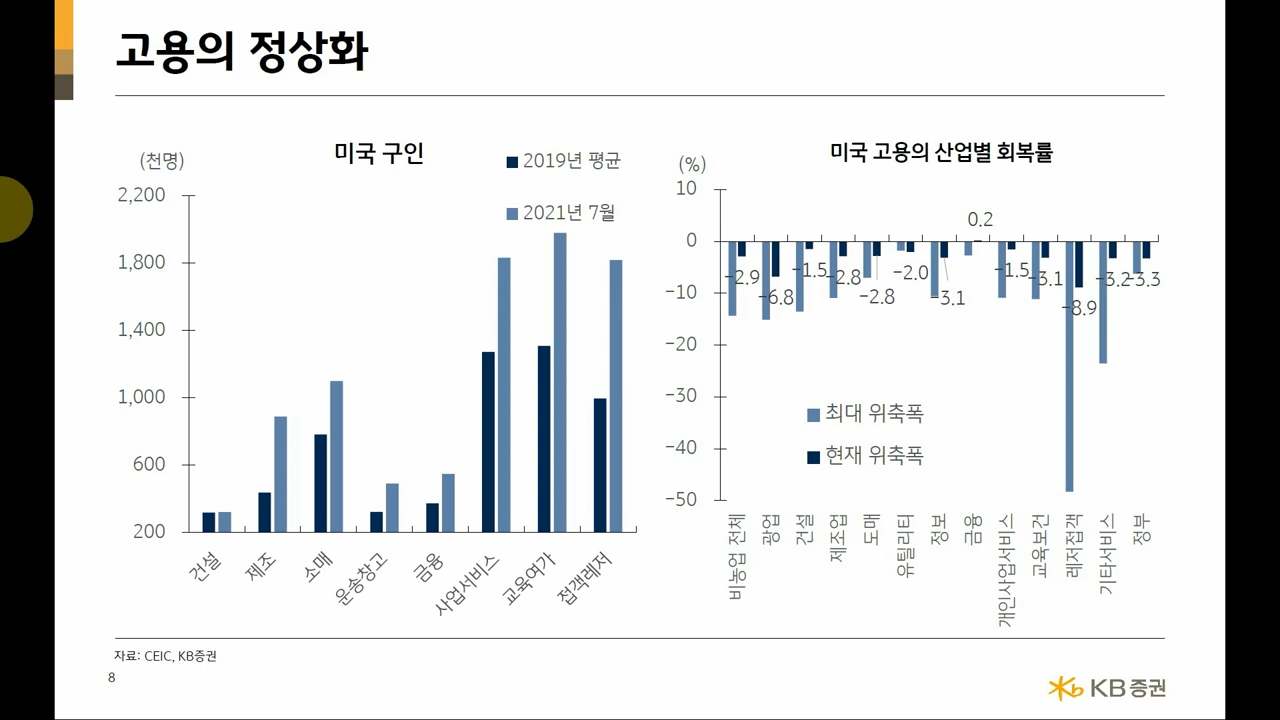 고용의 정상화
미국 구인
(천명)
2019년 평균
2021년 7월
2,200
1,800
1,400
1,000
600
200
건설
제조
소매
운송창고
금융
사업서비스
교육여가
접객레저
미국 고용의 산업별 회복률
(%)
10
0
-10
-20
-30
-40
-50
-2.9
-6.8
-1.5
-2.8
-2.8
-2.0
-3.1
0.2
-1.5
-3.1
-8.9
-3.2
-3.3
최대 위축폭
현재 위축폭
비농업 전체
광업
건설
제조업
도매
유틸리티
정보
금융
개인사업서비스
교육보건
레저접객
기타서비스
정부
자료: CEIC, KB증권
8
KB증권